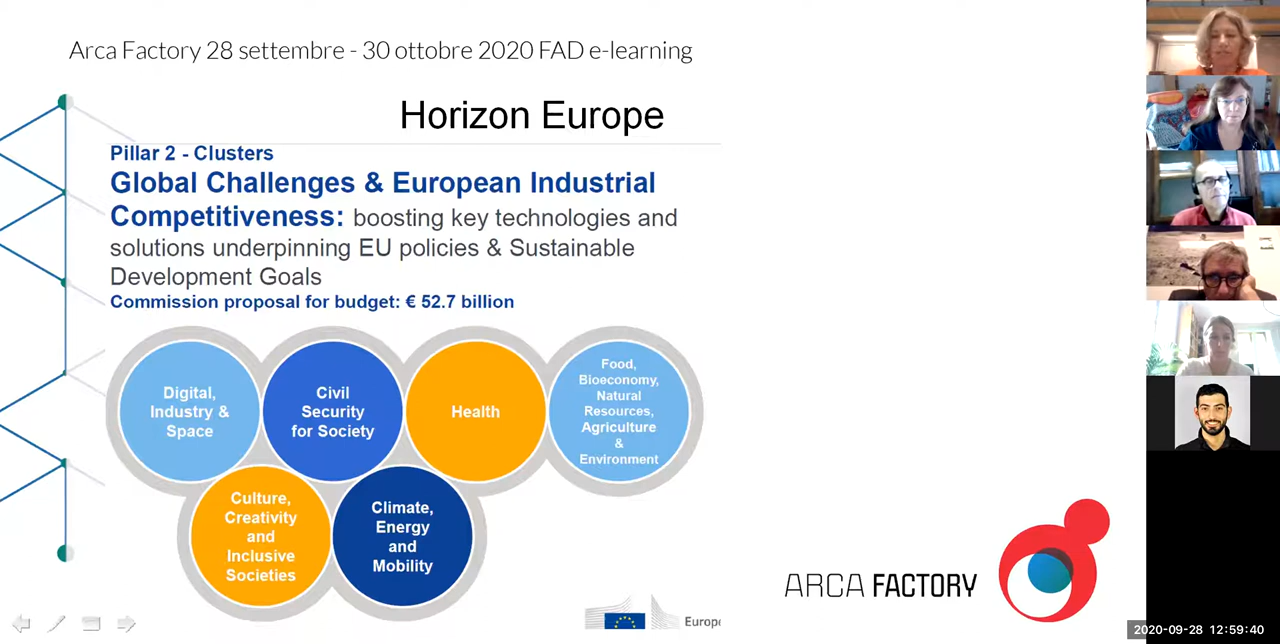 Arca Factory 28 settembre - 30 ottobre 2020 FAD e-learning
Horizon Europe
Pillar 2 - Clusters
Global Challenges & European Industrial
Competitiveness: boosting key technologies and
solutions underpinning EU policies & Sustainable
Development Goals
Commission proposal for budget: € 52.7 billion
Digital,
Industry &
Space
Civil
Security
for Society
Health
Food,
Bioeconomy,
Natural
Resources,
Agriculture
&
Environment
Culture,
Creativity
and
Inclusive
Societies
Climate,
Energy
and
Mobility
ARCA FACTORY
2020-09-28 12:59:40